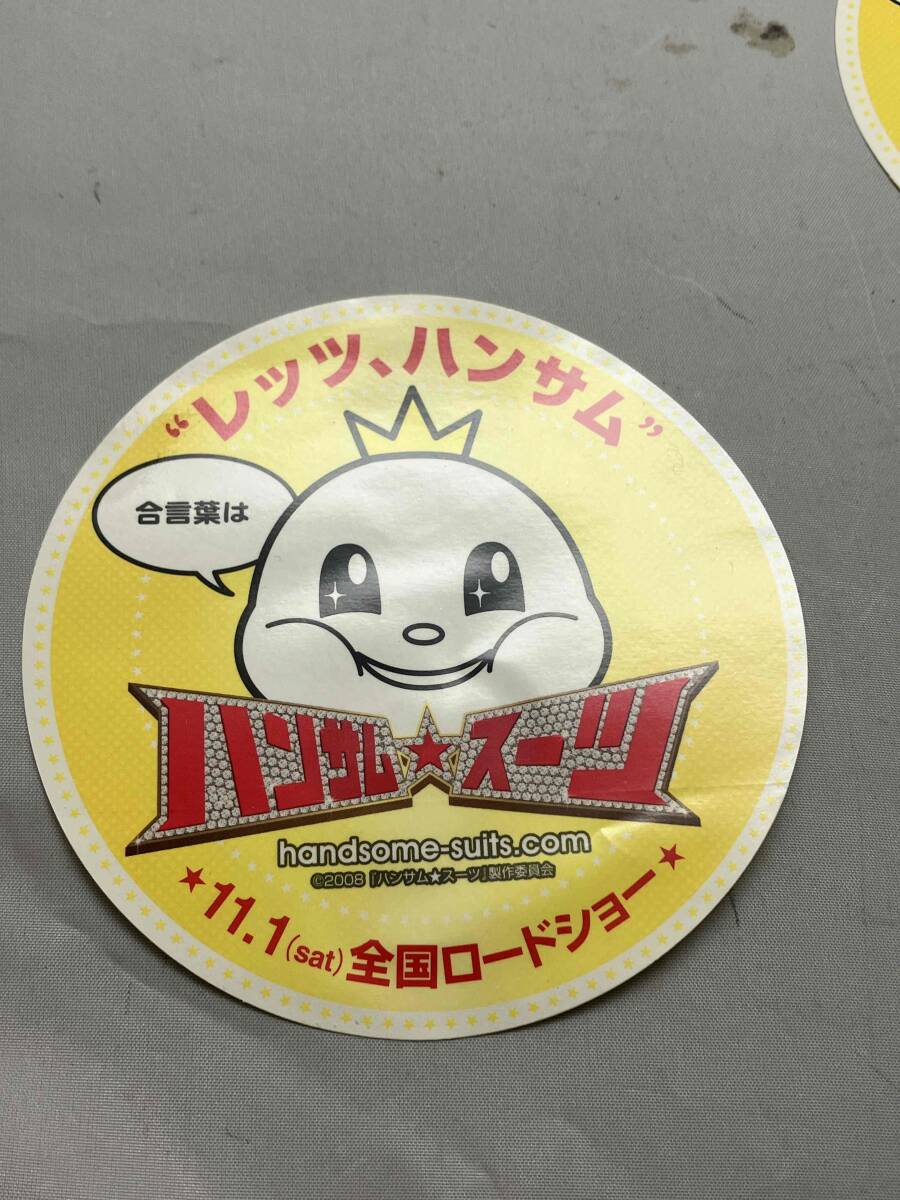 “レッツ、ハンサム”
合言葉は
ハンサム★スーツ
handsome-suits.com
©2008『ハンサム★スーツ』製作委員会
★11.1(sat)全国ロードショー★